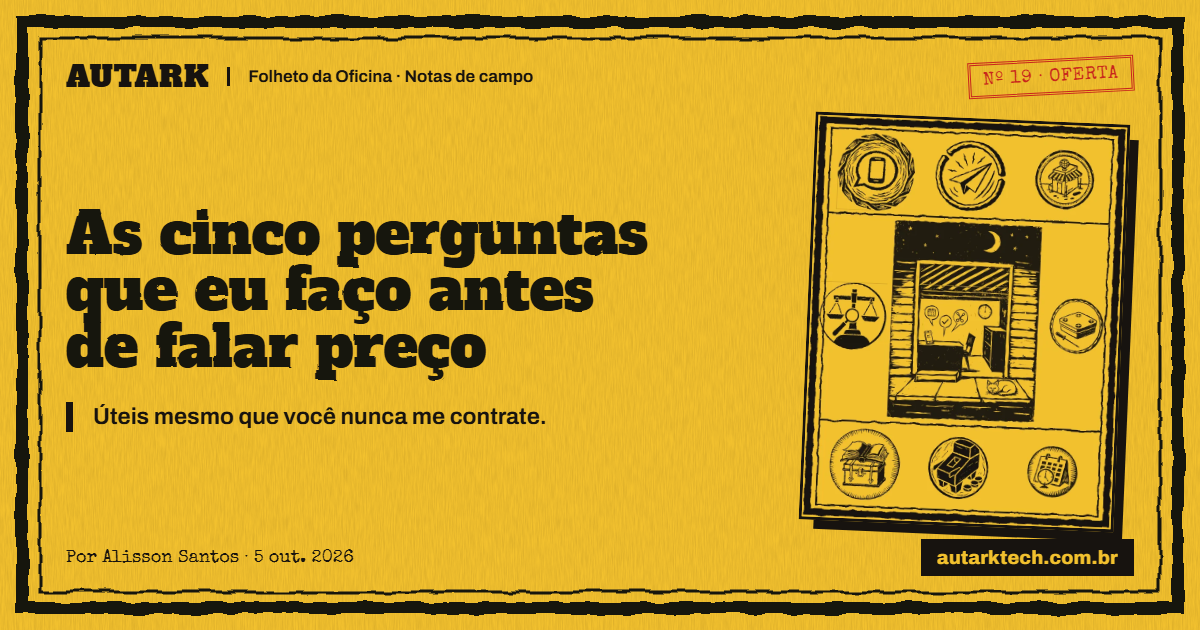 AUTARK
Folheto da Oficina · Notas de campo
Nº 19 · OFERTA
As cinco perguntas
que eu faço antes
de falar preço
Úteis mesmo que você nunca me contrate.
Por Alisson Santos · 5 out. 2026
autarktech.com.br